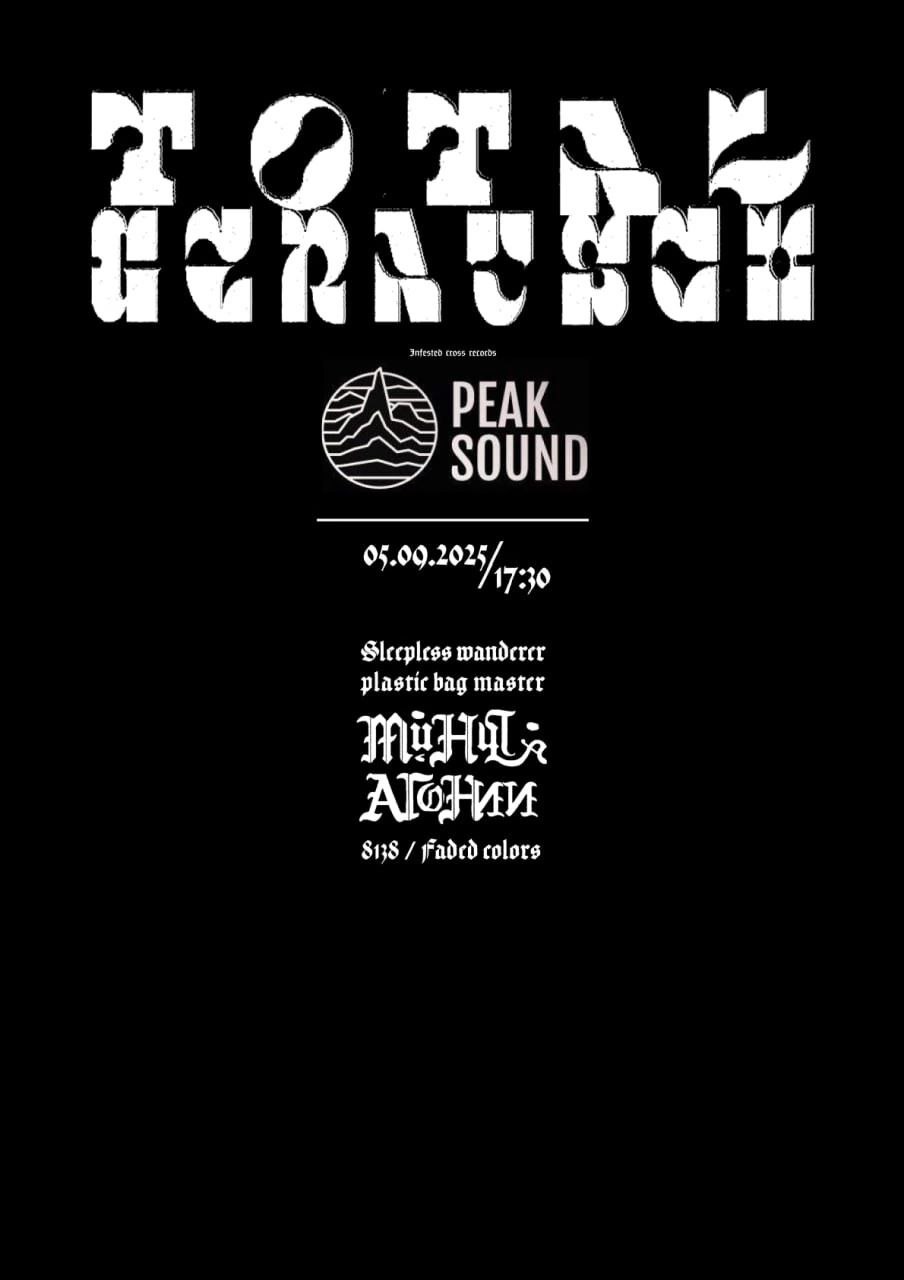 TOTAL
GERAUSCH
Infested cross records
PEAK
SOUND
05.09.2025/17:30
Sleepless wanderer
plastic bag master
АГОНИИ
8138 / Faded colors